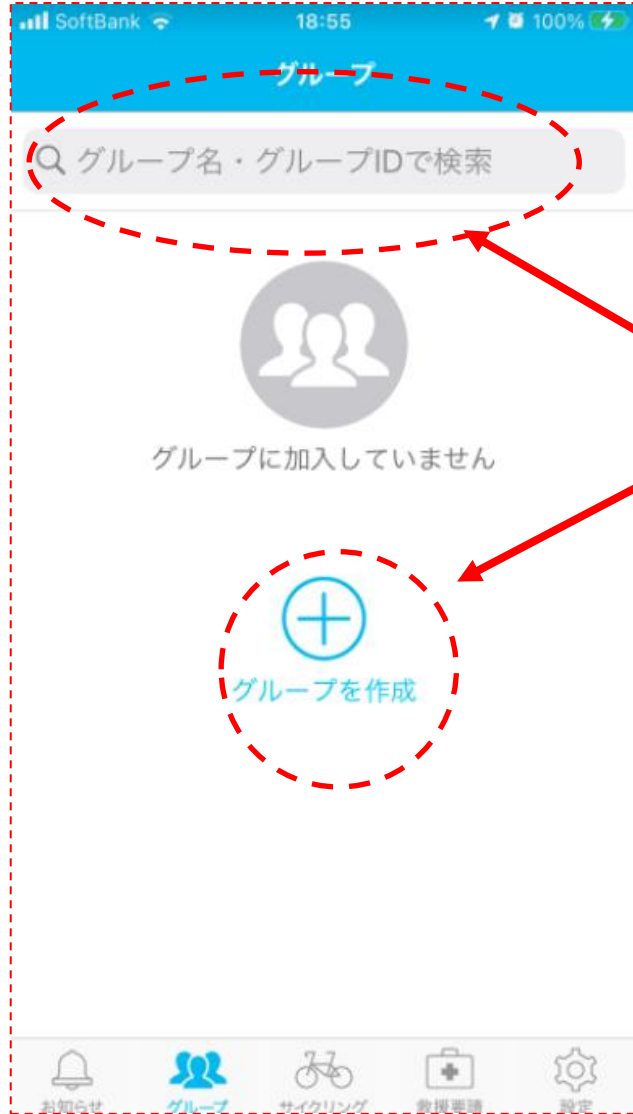 SoftBank 18:55 100%
グループ
グループ名・グループIDで検索
グループに加入していません
グループを作成
お知らせ グループ サイクリング 救援要請 設定